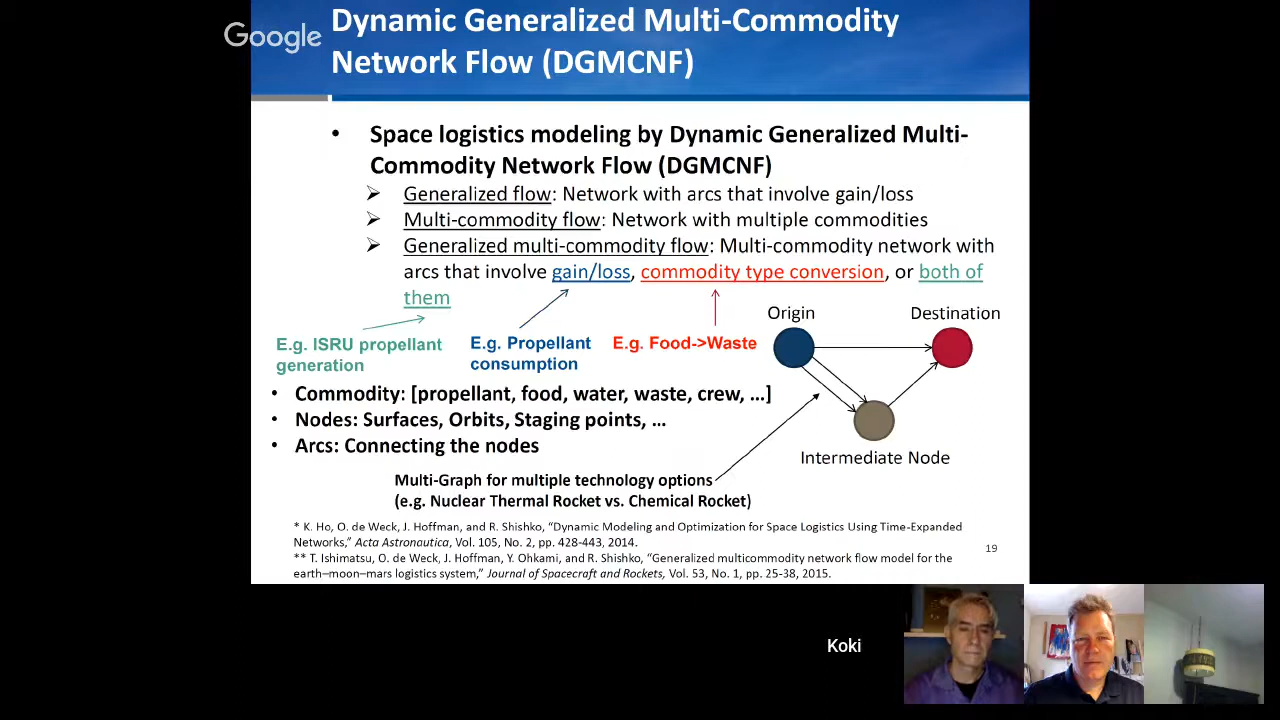 Google
Dynamic Generalized Multi-Commodity
Network Flow (DGMCNF)
• Space logistics modeling by Dynamic Generalized Multi-
Commodity Network Flow (DGMCNF)
➢ Generalized flow: Network with arcs that involve gain/loss
➢ Multi-commodity flow: Network with multiple commodities
➢ Generalized multi-commodity flow: Multi-commodity network with
arcs that involve gain/loss, commodity type conversion, or both of
them
E.g. ISRU propellant
generation
E.g. Propellant
consumption
E.g. Food->Waste
Origin
Destination
Intermediate Node
• Commodity: [propellant, food, water, waste, crew, …]
• Nodes: Surfaces, Orbits, Staging points, …
• Arcs: Connecting the nodes
Multi-Graph for multiple technology options
(e.g. Nuclear Thermal Rocket vs. Chemical Rocket)
* K. Ho, O. de Weck, J. Hoffman, and R. Shishko, “Dynamic Modeling and Optimization for Space Logistics Using Time-Expanded
Networks,” Acta Astronautica, Vol. 105, No. 2, pp. 428-443, 2014.
** T. Ishimatsu, O. de Weck, J. Hoffman, Y. Ohkami, and R. Shishko, “Generalized multicommodity network flow model for the
earth–moon–mars logistics system,” Journal of Spacecraft and Rockets, Vol. 53, No. 1, pp. 25-38, 2015.
19
Koki